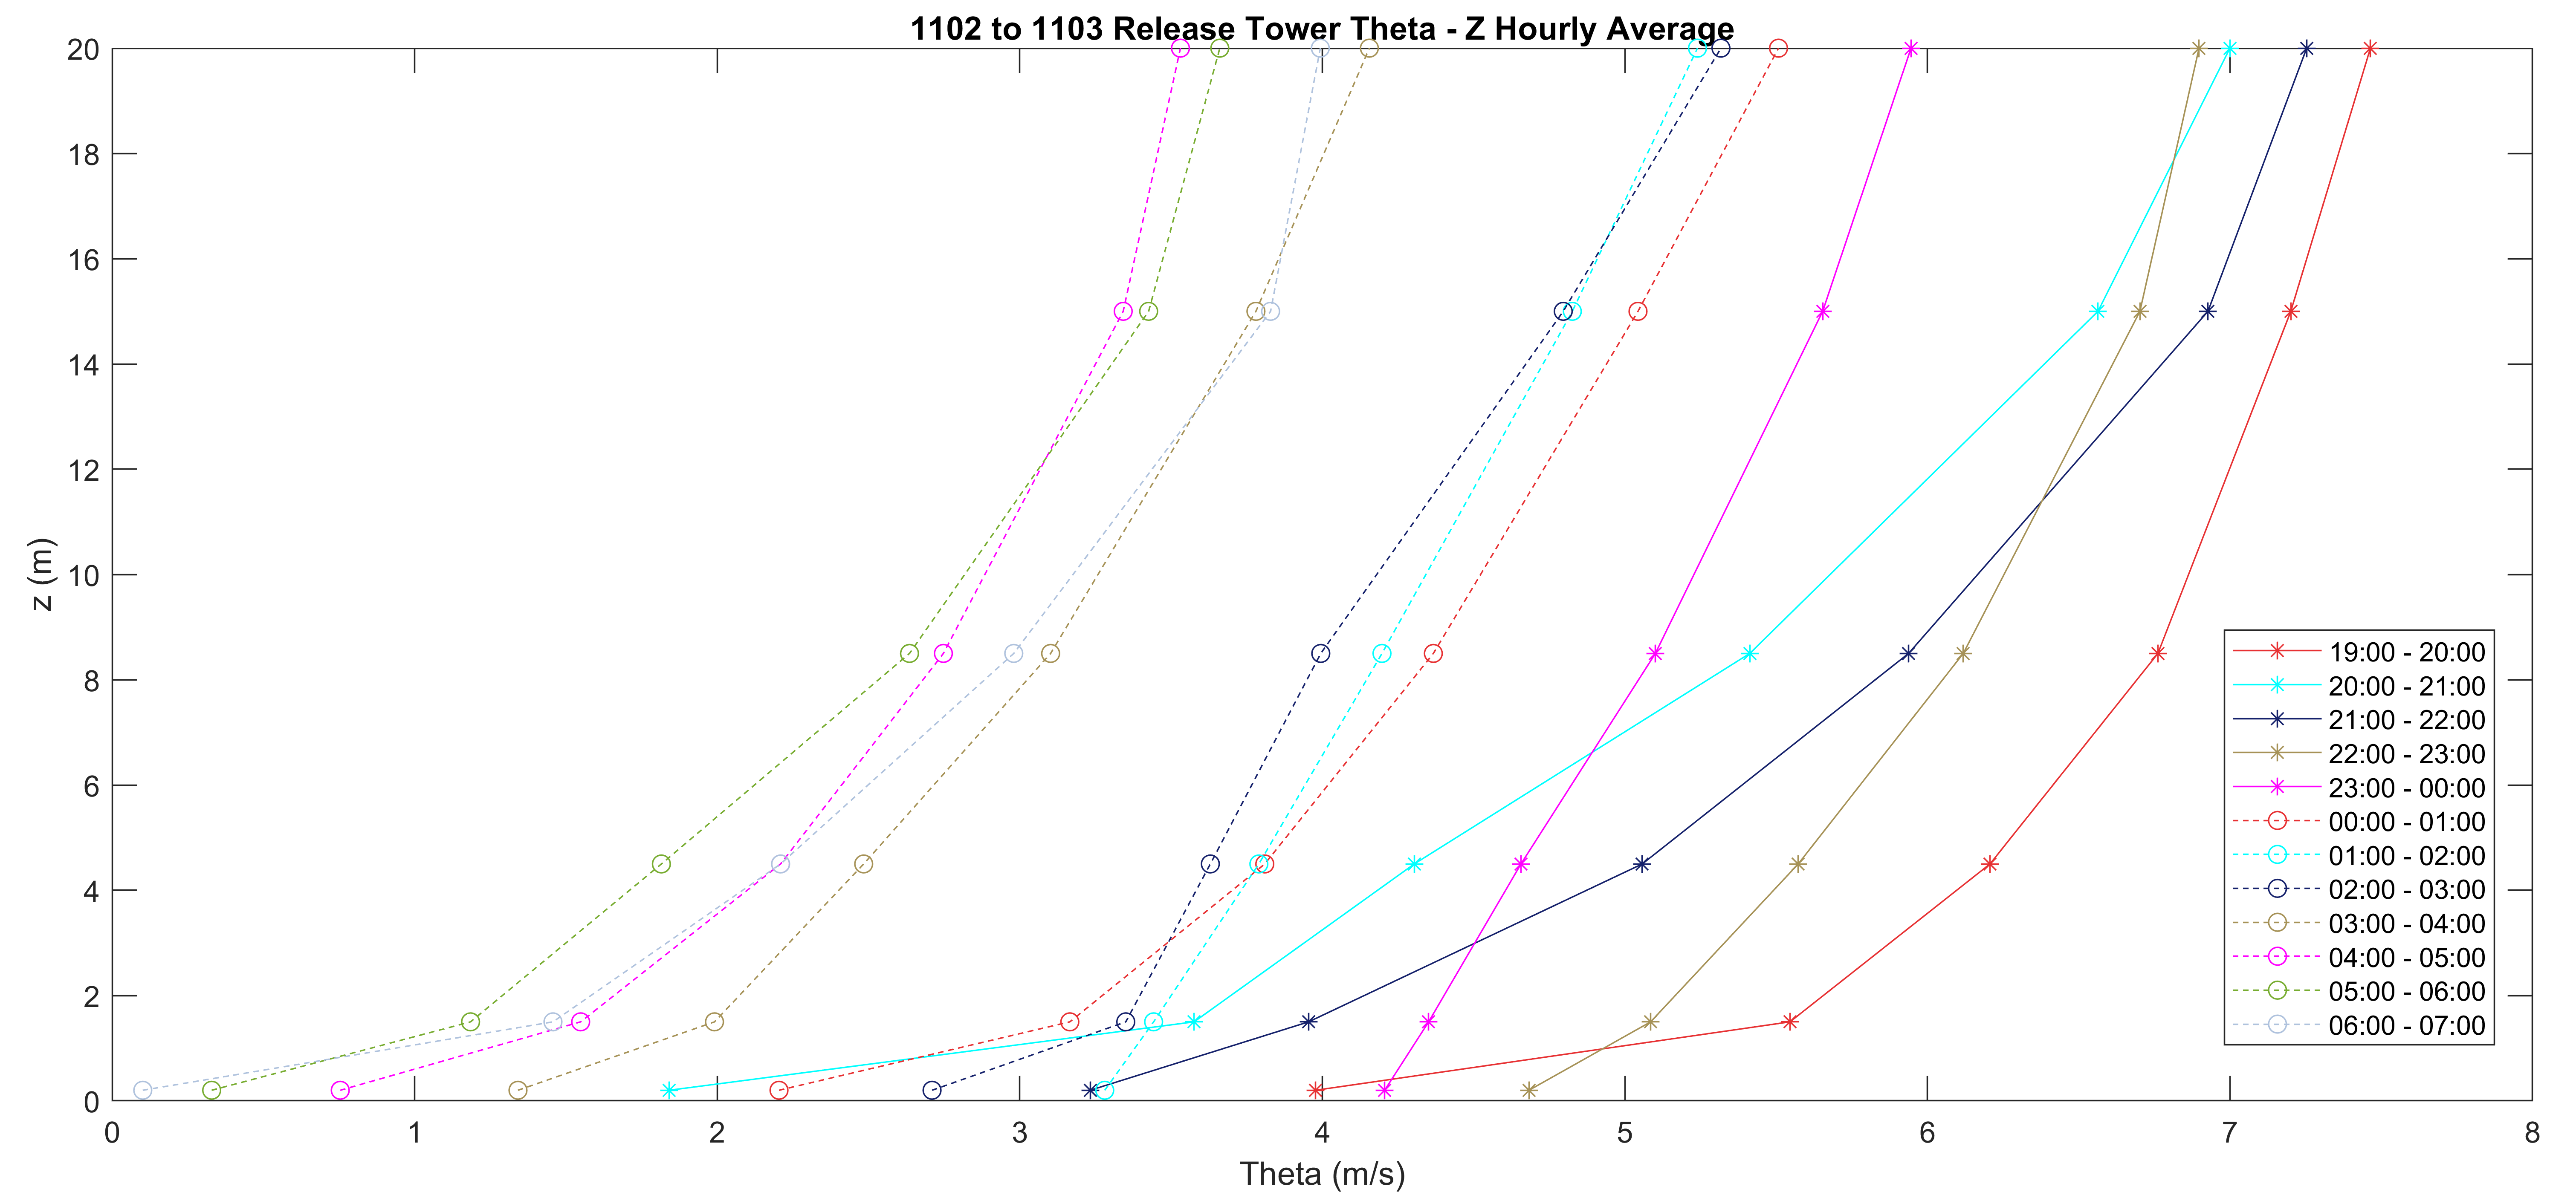 1102 to 1103 Release Tower Theta - Z Hourly Average
20
18
16
14
12
10
8
6
4
2
0
z (m)
0 1 2 3 4 5 6 7 8
Theta (m/s)
19:00 - 20:00
20:00 - 21:00
21:00 - 22:00
22:00 - 23:00
23:00 - 00:00
00:00 - 01:00
01:00 - 02:00
02:00 - 03:00
03:00 - 04:00
04:00 - 05:00
05:00 - 06:00
06:00 - 07:00